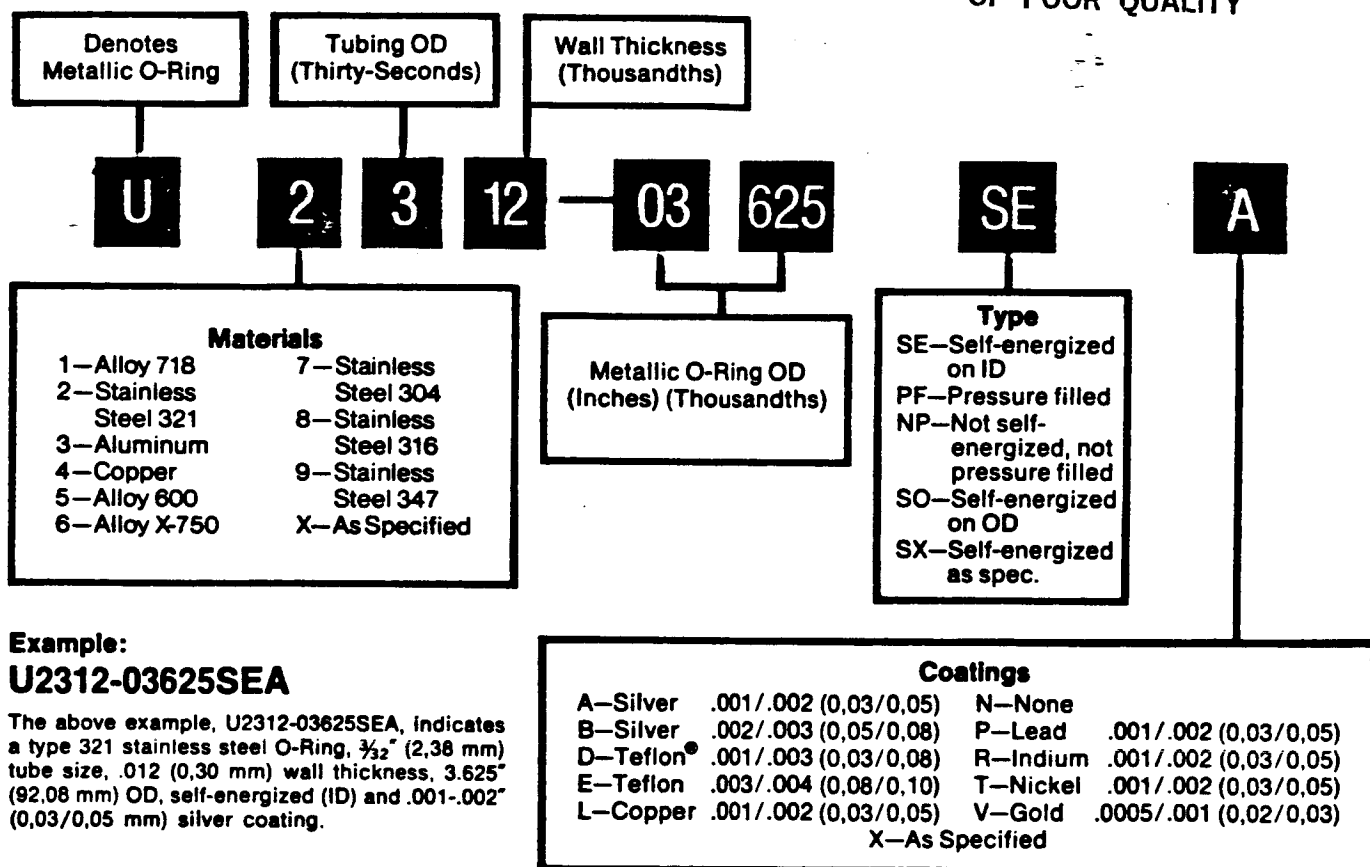 OF POOR QUALITY
Denotes
Metallic O-Ring
Tubing OD
(Thirty-Seconds)
Wall Thickness
(Thousandths)
U 2 3 12 — 03 625 SE A
Materials
1—Alloy 718
2—Stainless
Steel 321
3—Aluminum
4—Copper
5—Alloy 600
6—Alloy X-750
7—Stainless
Steel 304
8—Stainless
Steel 316
9—Stainless
Steel 347
X—As Specified
Metallic O-Ring OD
(Inches) (Thousandths)
Type
SE—Self-energized
on ID
PF—Pressure filled
NP—Not self-
energized, not
pressure filled
SO—Self-energized
on OD
SX—Self-energized
as spec.
Example:
U2312-03625SEA
The above example, U2312-03625SEA, indicates
a type 321 stainless steel O-Ring, 3/32" (2,38 mm)
tube size, .012 (0,30 mm) wall thickness, 3.625"
(92,08 mm) OD, self-energized (ID) and .001-.002"
(0,03/0,05 mm) silver coating.
Coatings
A—Silver .001/.002 (0,03/0,05)
B—Silver .002/.003 (0,05/0,08)
D—Teflon® .001/.003 (0,03/0,08)
E—Teflon .003/.004 (0,08/0,10)
L—Copper .001/.002 (0,03/0,05)
N—None
P—Lead .001/.002 (0,03/0,05)
R—Indium .001/.002 (0,03/0,05)
T—Nickel .001/.002 (0,03/0,05)
V—Gold .0005/.001 (0,02/0,03)
X—As Specified